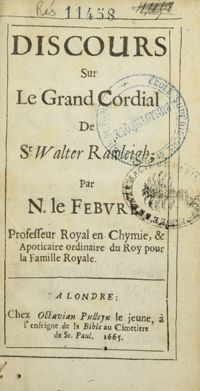 Rés 11458
DISCOURS
Sur
Le Grand Cordial
De
Sr Walter Rawleigh,
Par
N. le FEBVRE
Professeur Royal en Chymie, &
Apoticaire ordinaire du Roy pour
la Famille Royale.
A LONDRE:
Chez Octavian Pulleyn le jeune, à
l'enseigne de la Bible au Cimetiere
de St. Paul. 1665.